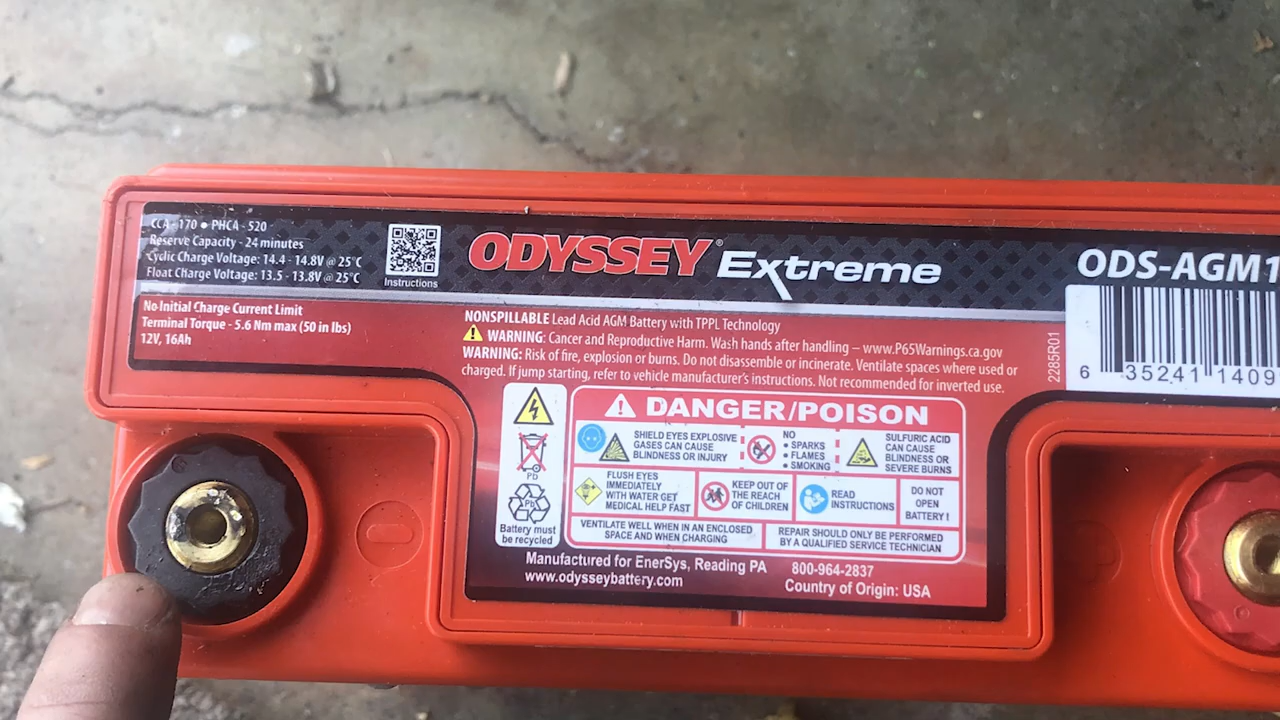 CCA - 170 ● PHCA - 520
Reserve Capacity - 24 minutes
Cyclic Charge Voltage: 14.4 - 14.8V @ 25°C
Float Charge Voltage: 13.5 - 13.8V @ 25°C
Instructions
ODYSSEY® Extreme
ODS-AGM1
No Initial Charge Current Limit
Terminal Torque - 5.6 Nm max (50 in lbs)
12V, 16Ah
NONSPILLABLE Lead Acid AGM Battery with TPPL Technology
WARNING: Cancer and Reproductive Harm. Wash hands after handling – www.P65Warnings.ca.gov
WARNING: Risk of fire, explosion or burns. Do not disassemble or incinerate. Ventilate spaces where used or
charged. If jump starting, refer to vehicle manufacturer's instructions. Not recommended for inverted use.
2285R01
6 35241 1409
DANGER/POISON
SHIELD EYES EXPLOSIVE
GASES CAN CAUSE
BLINDNESS OR INJURY
NO
• SPARKS
• FLAMES
• SMOKING
SULFURIC ACID
CAN CAUSE
BLINDNESS OR
SEVERE BURNS
FLUSH EYES
IMMEDIATELY
WITH WATER GET
MEDICAL HELP FAST
KEEP OUT OF
THE REACH
OF CHILDREN
READ
INSTRUCTIONS
DO NOT
OPEN
BATTERY!
VENTILATE WELL WHEN IN AN ENCLOSED
SPACE AND WHEN CHARGING
REPAIR SHOULD ONLY BE PERFORMED
BY A QUALIFIED SERVICE TECHNICIAN
Pb
Pb
Battery must
be recycled
Manufactured for EnerSys, Reading PA
www.odysseybattery.com
800-964-2837
Country of Origin: USA